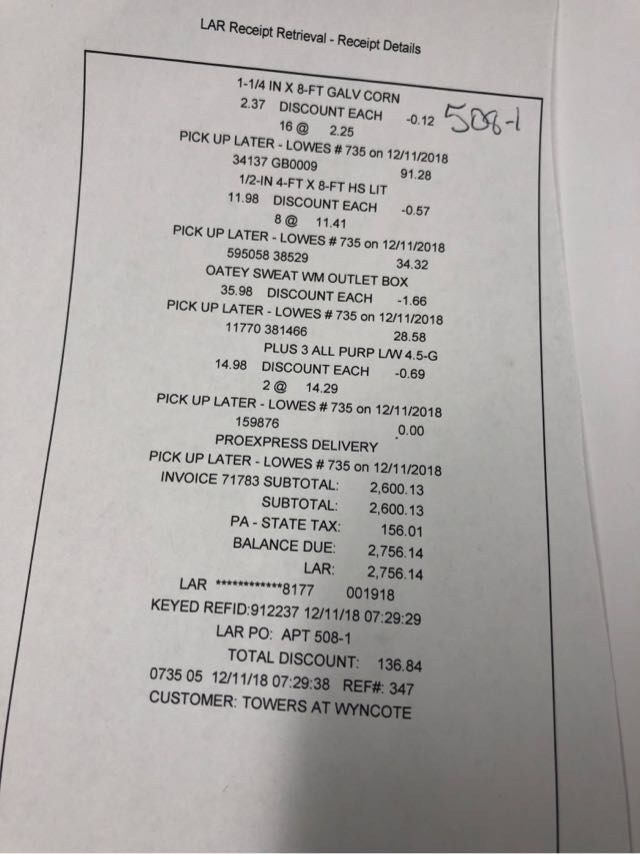 LAR Receipt Retrieval - Receipt Details
1-1/4 IN X 8-FT GALV CORN
2.37 DISCOUNT EACH -0.12 508-1
16 @ 2.25
PICK UP LATER - LOWES # 735 on 12/11/2018
34137 GB0009 91.28
1/2-IN 4-FT X 8-FT HS LIT
11.98 DISCOUNT EACH -0.57
8 @ 11.41
PICK UP LATER - LOWES # 735 on 12/11/2018
595058 38529 34.32
OATEY SWEAT WM OUTLET BOX
35.98 DISCOUNT EACH -1.66
PICK UP LATER - LOWES # 735 on 12/11/2018
11770 381466 28.58
PLUS 3 ALL PURP L/W 4.5-G
14.98 DISCOUNT EACH -0.69
2 @ 14.29
PICK UP LATER - LOWES # 735 on 12/11/2018
159876 0.00
PROEXPRESS DELIVERY
PICK UP LATER - LOWES # 735 on 12/11/2018
INVOICE 71783 SUBTOTAL: 2,600.13
SUBTOTAL: 2,600.13
PA - STATE TAX: 156.01
BALANCE DUE: 2,756.14
LAR: 2,756.14
LAR ************8177 001918
KEYED REFID:912237 12/11/18 07:29:29
LAR PO: APT 508-1
TOTAL DISCOUNT: 136.84
0735 05 12/11/18 07:29:38 REF#: 347
CUSTOMER: TOWERS AT WYNCOTE